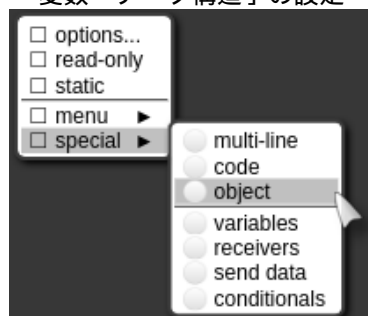 options...
read-only
static
menu
special
multi-line
code
object
variables
receivers
send data
conditionals